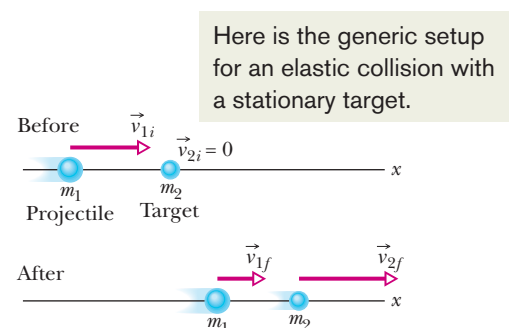 Here is the generic setup
for an elastic collision with
a stationary target.
Before
v⃗1i
v⃗2i = 0
x
m1
m2
Projectile Target
After
v⃗1f
v⃗2f
x
m1
m2